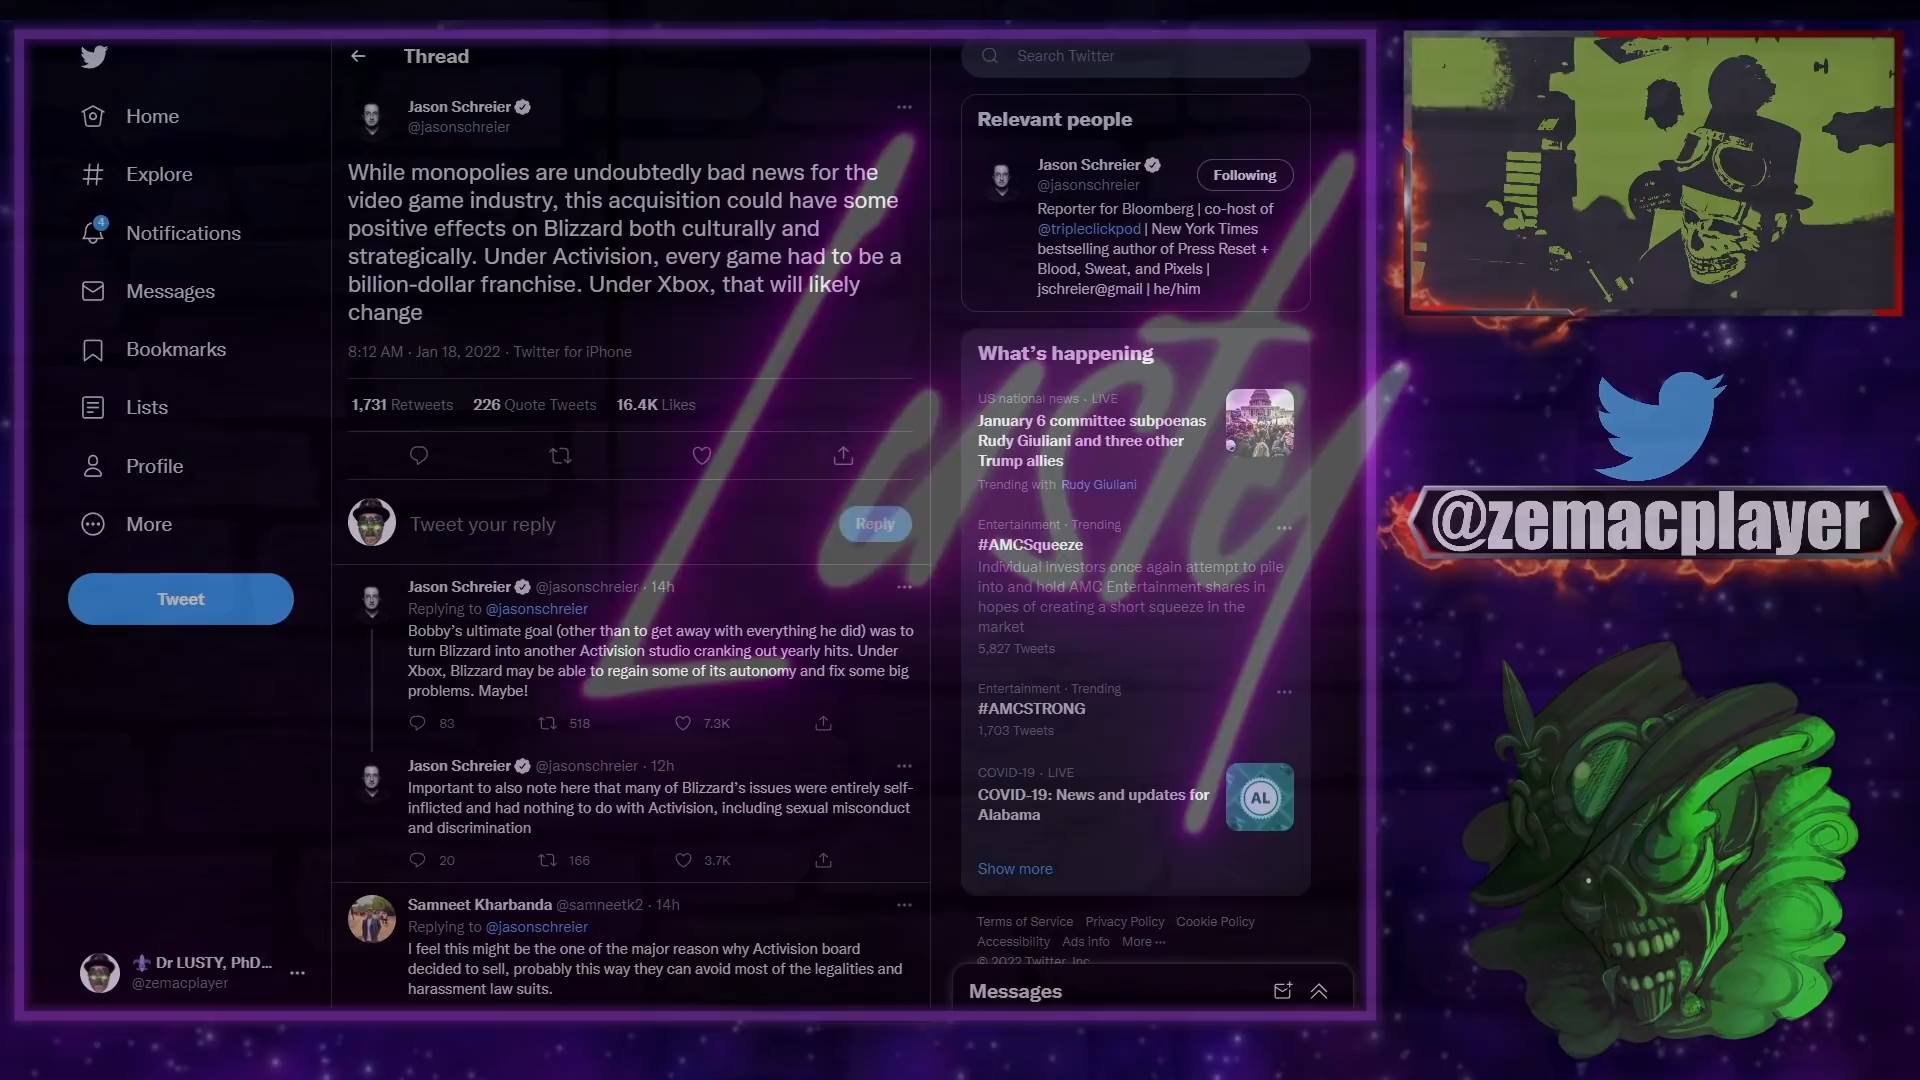 Home
Explore
4
Notifications
Messages
Bookmarks
Lists
Profile
More
Tweet
Dr LUSTY, PhD...
@zemacplayer
Thread
Jason Schreier
@jasonschreier
While monopolies are undoubtedly bad news for the
video game industry, this acquisition could have some
positive effects on Blizzard both culturally and
strategically. Under Activision, every game had to be a
billion-dollar franchise. Under Xbox, that will likely
change
8:12 AM · Jan 18, 2022 · Twitter for iPhone
1,731 Retweets 226 Quote Tweets 16.4K Likes
Tweet your reply
Reply
Jason Schreier @jasonschreier · 14h
Replying to @jasonschreier
Bobby’s ultimate goal (other than to get away with everything he did) was to
turn Blizzard into another Activision studio cranking out yearly hits. Under
Xbox, Blizzard may be able to regain some of its autonomy and fix some big
problems. Maybe!
83 518 7.3K
Jason Schreier @jasonschreier · 12h
Important to also note here that many of Blizzard’s issues were entirely self-
inflicted and had nothing to do with Activision, including sexual misconduct
and discrimination
20 166 3.7K
Samneet Kharbanda @samneetk2 · 14h
Replying to @jasonschreier
I feel this might be the one of the major reason why Activision board
decided to sell, probably this way they can avoid most of the legalities and
harassment law suits.
Search Twitter
Relevant people
Jason Schreier
@jasonschreier
Following
Reporter for Bloomberg | co-host of
@tripleclickpod | New York Times
bestselling author of Press Reset +
Blood, Sweat, and Pixels |
jschreier@gmail | he/him
What’s happening
US national news · LIVE
January 6 committee subpoenas
Rudy Giuliani and three other
Trump allies
Trending with Rudy Giuliani
Entertainment · Trending
#AMCSqueeze
Individual investors once again attempt to pile
into and hold AMC Entertainment shares in
hopes of creating a short squeeze in the
market
5,827 Tweets
Entertainment · Trending
#AMCSTRONG
1,703 Tweets
COVID-19 · LIVE
COVID-19: News and updates for
Alabama
AL
Show more
Terms of Service Privacy Policy Cookie Policy
Accessibility Ads info More ···
© 2022 Twitter, Inc.
Messages
Lusty
@zemacplayer